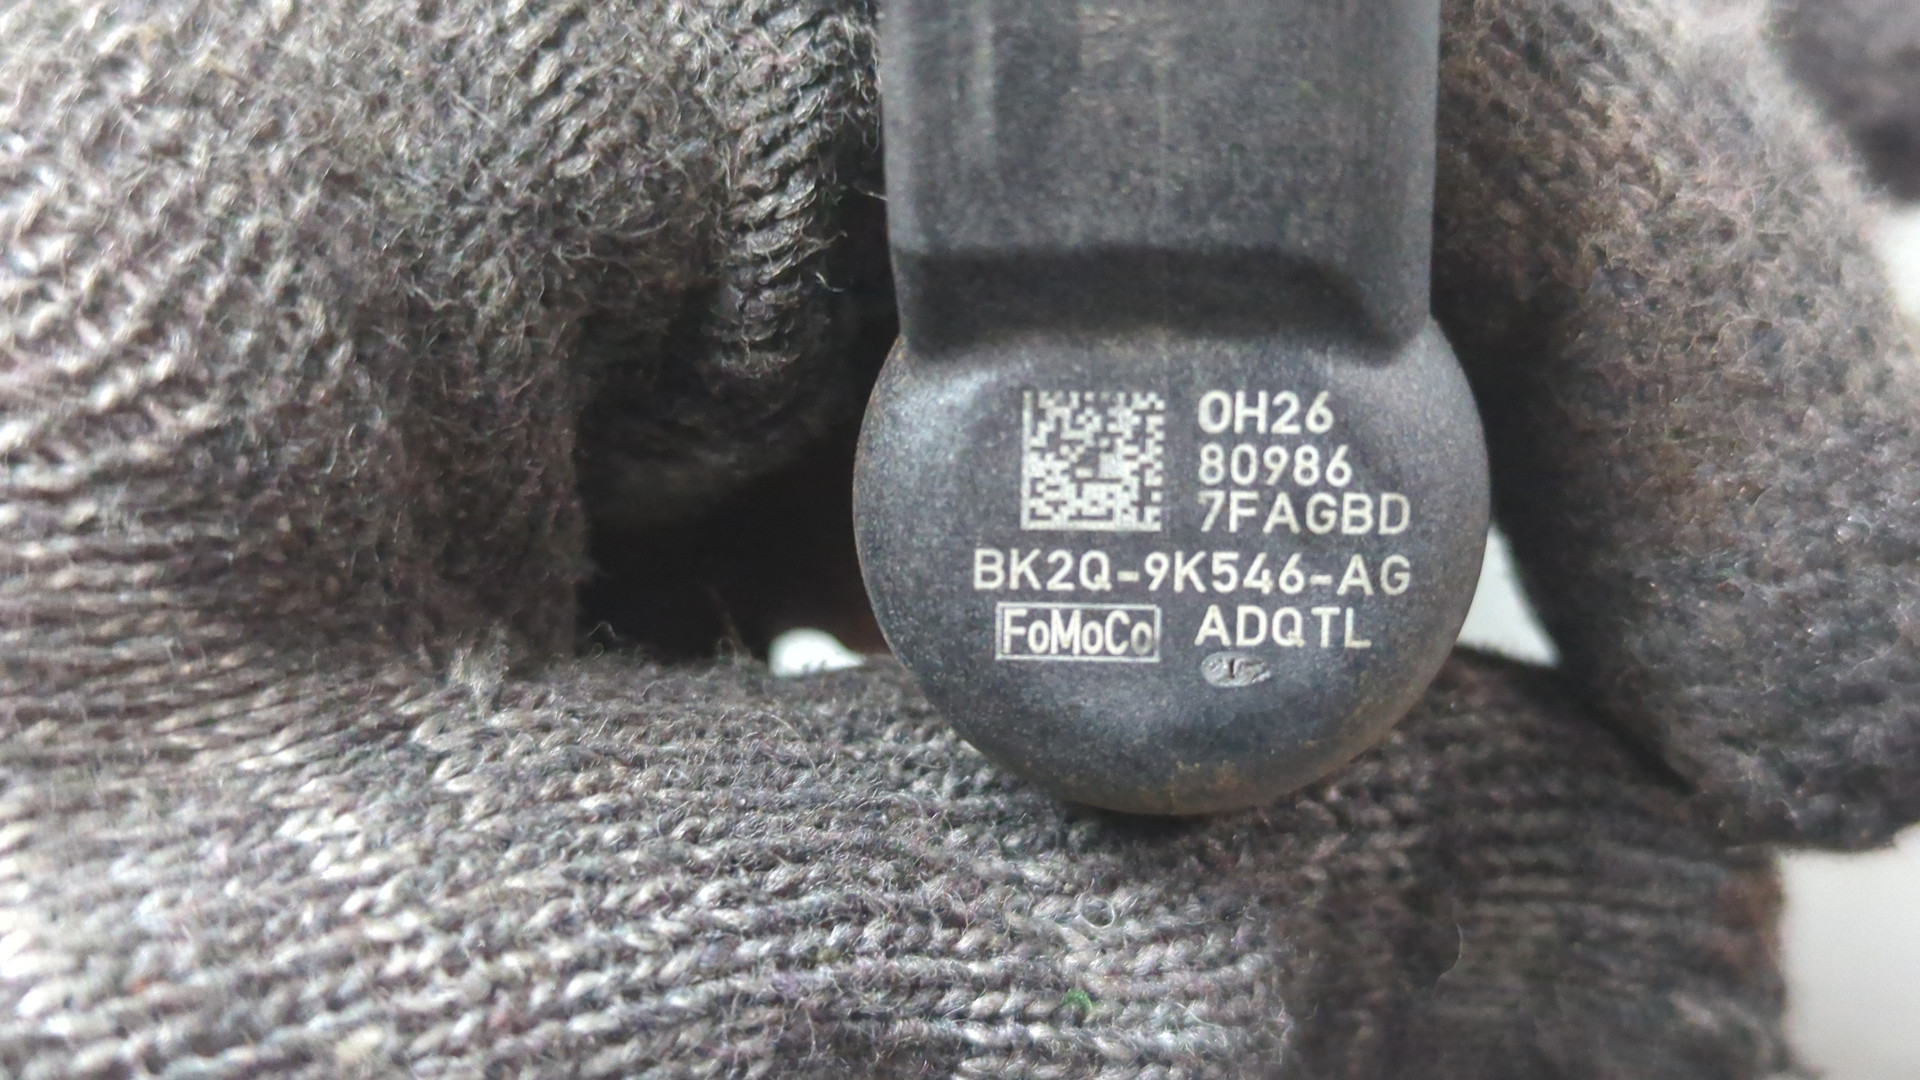 0H26
80986
7FAGBD
BK2Q-9K546-AG
FoMoCo ADQTL